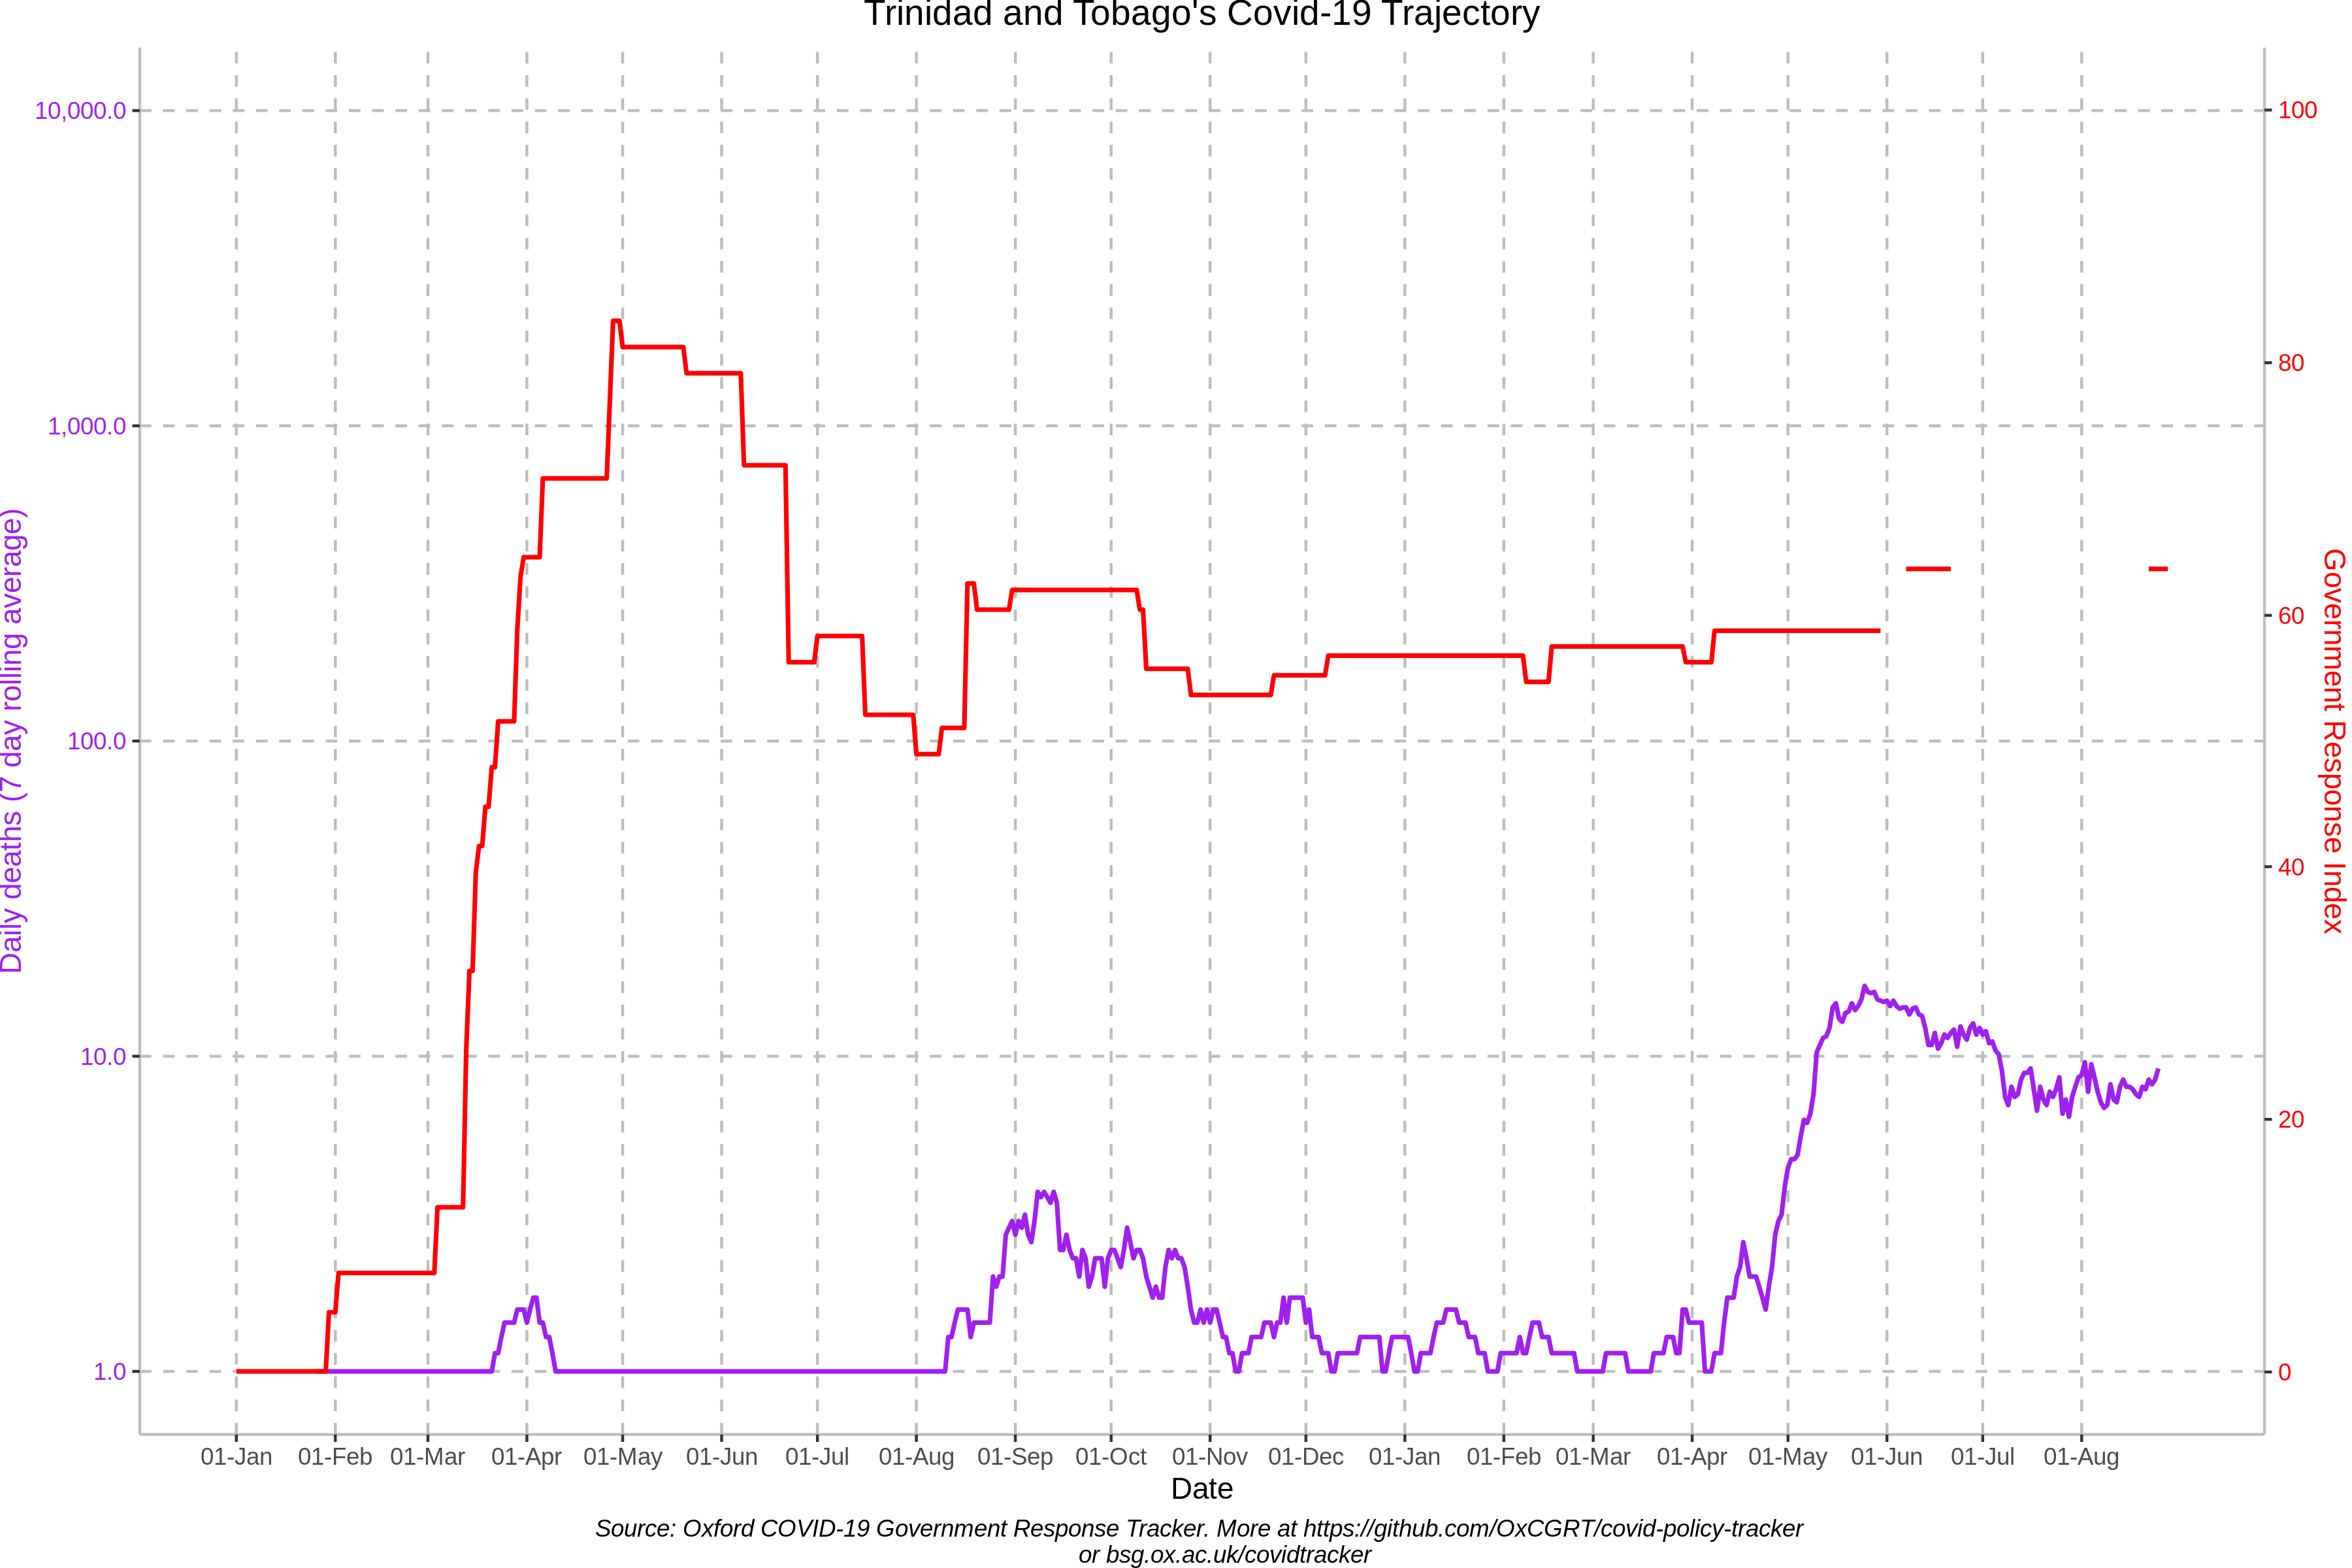 Trinidad and Tobago's Covid-19 Trajectory
10,000.0
1,000.0
100.0
10.0
1.0
Daily deaths (7 day rolling average)
100
80
60
40
20
0
Government Response Index
01-Jan 01-Feb 01-Mar 01-Apr 01-May 01-Jun 01-Jul 01-Aug 01-Sep 01-Oct 01-Nov 01-Dec 01-Jan 01-Feb 01-Mar 01-Apr 01-May 01-Jun 01-Jul 01-Aug
Date
Source: Oxford COVID-19 Government Response Tracker. More at https://github.com/OxCGRT/covid-policy-tracker
or bsg.ox.ac.uk/covidtracker